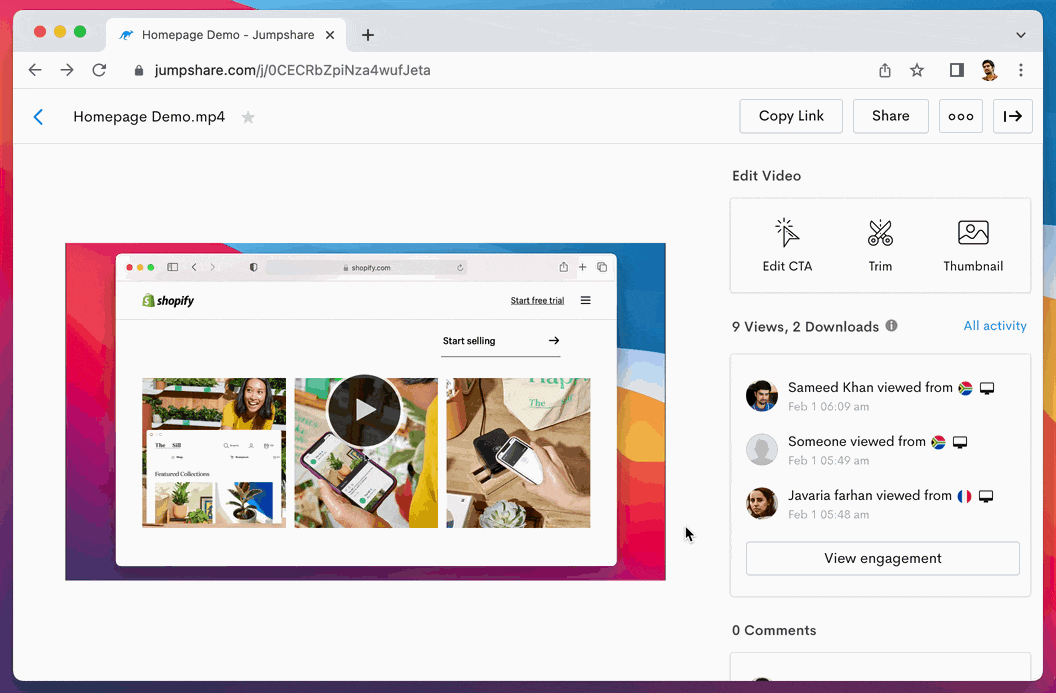 Homepage Demo - Jumpshare
jumpshare.com/j/0CECRbZpiNza4wufJeta
Homepage Demo.mp4
Copy Link
Share
Edit Video
Edit CTA
Trim
Thumbnail
9 Views, 2 Downloads
All activity
Sameed Khan viewed from
Feb 1 06:09 am
Someone viewed from
Feb 1 05:49 am
Javaria farhan viewed from
Feb 1 05:48 am
View engagement
0 Comments
shopify.com
shopify
Start free trial
Start selling
The Sill
Featured Collections
The